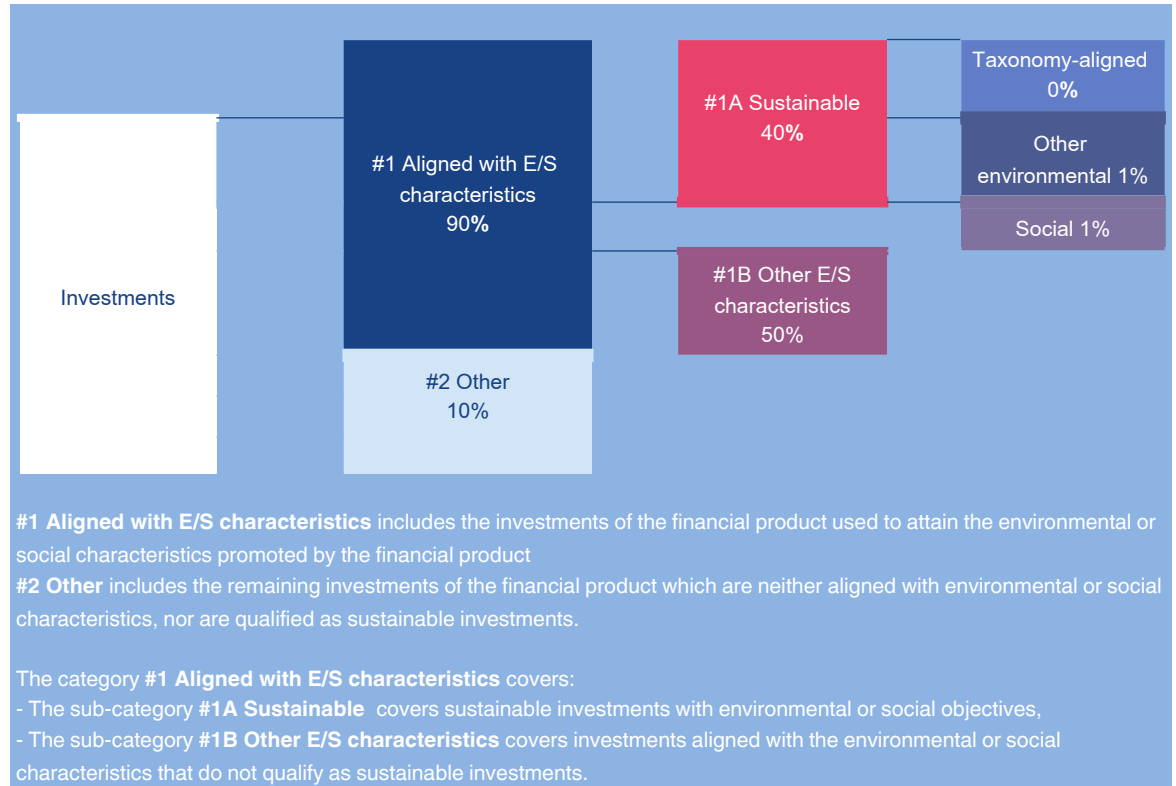 Investments
#1 Aligned with E/S
characteristics
90%
#2 Other
10%
#1A Sustainable
40%
#1B Other E/S
characteristics
50%
Taxonomy-aligned
0%
Other
environmental 1%
Social 1%
#1 Aligned with E/S characteristics includes the investments of the financial product used to attain the environmental or
social characteristics promoted by the financial product
#2 Other includes the remaining investments of the financial product which are neither aligned with environmental or social
characteristics, nor are qualified as sustainable investments.
The category #1 Aligned with E/S characteristics covers:
- The sub-category #1A Sustainable covers sustainable investments with environmental or social objectives,
- The sub-category #1B Other E/S characteristics covers investments aligned with the environmental or social
characteristics that do not qualify as sustainable investments.